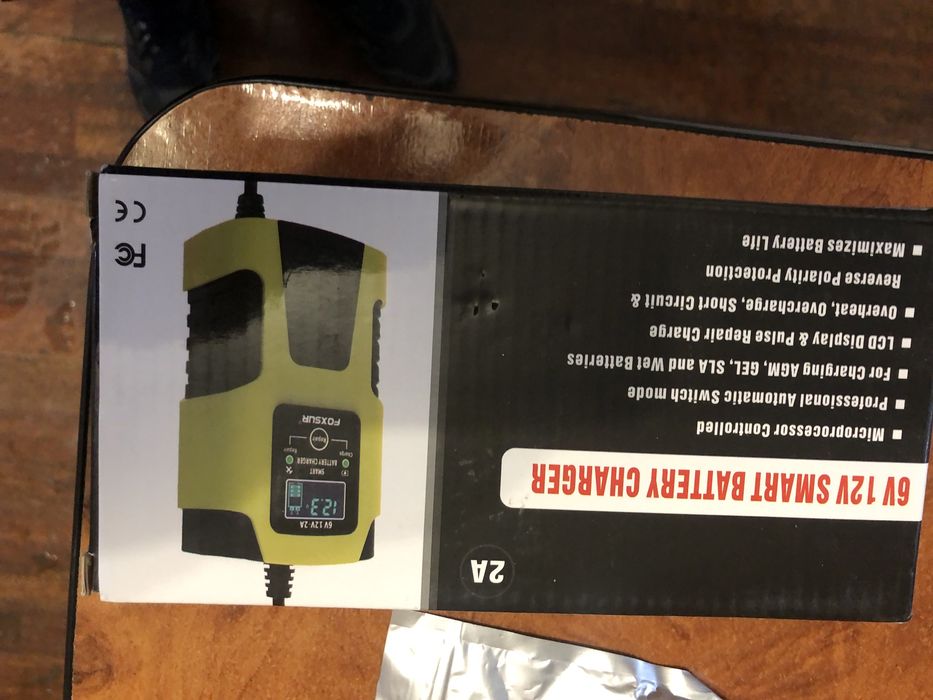 2A
6V 12V SMART BATTERY CHARGER
■ Microprocessor Controlled
■ Professional Automatic Switch mode
■ For Charging AGM, GEL, SLA and Wet Batteries
■ LCD Display & Pulse Repair Charge
■ Overheat, Overcharge, Short Circuit &
Reverse Polarity Protection
■ Maximizes Battery Life
6V 12V-2A
12.3
SMART
BATTERY CHARGER
Charge
Repair
Repair
FOXSUR
FC
CE